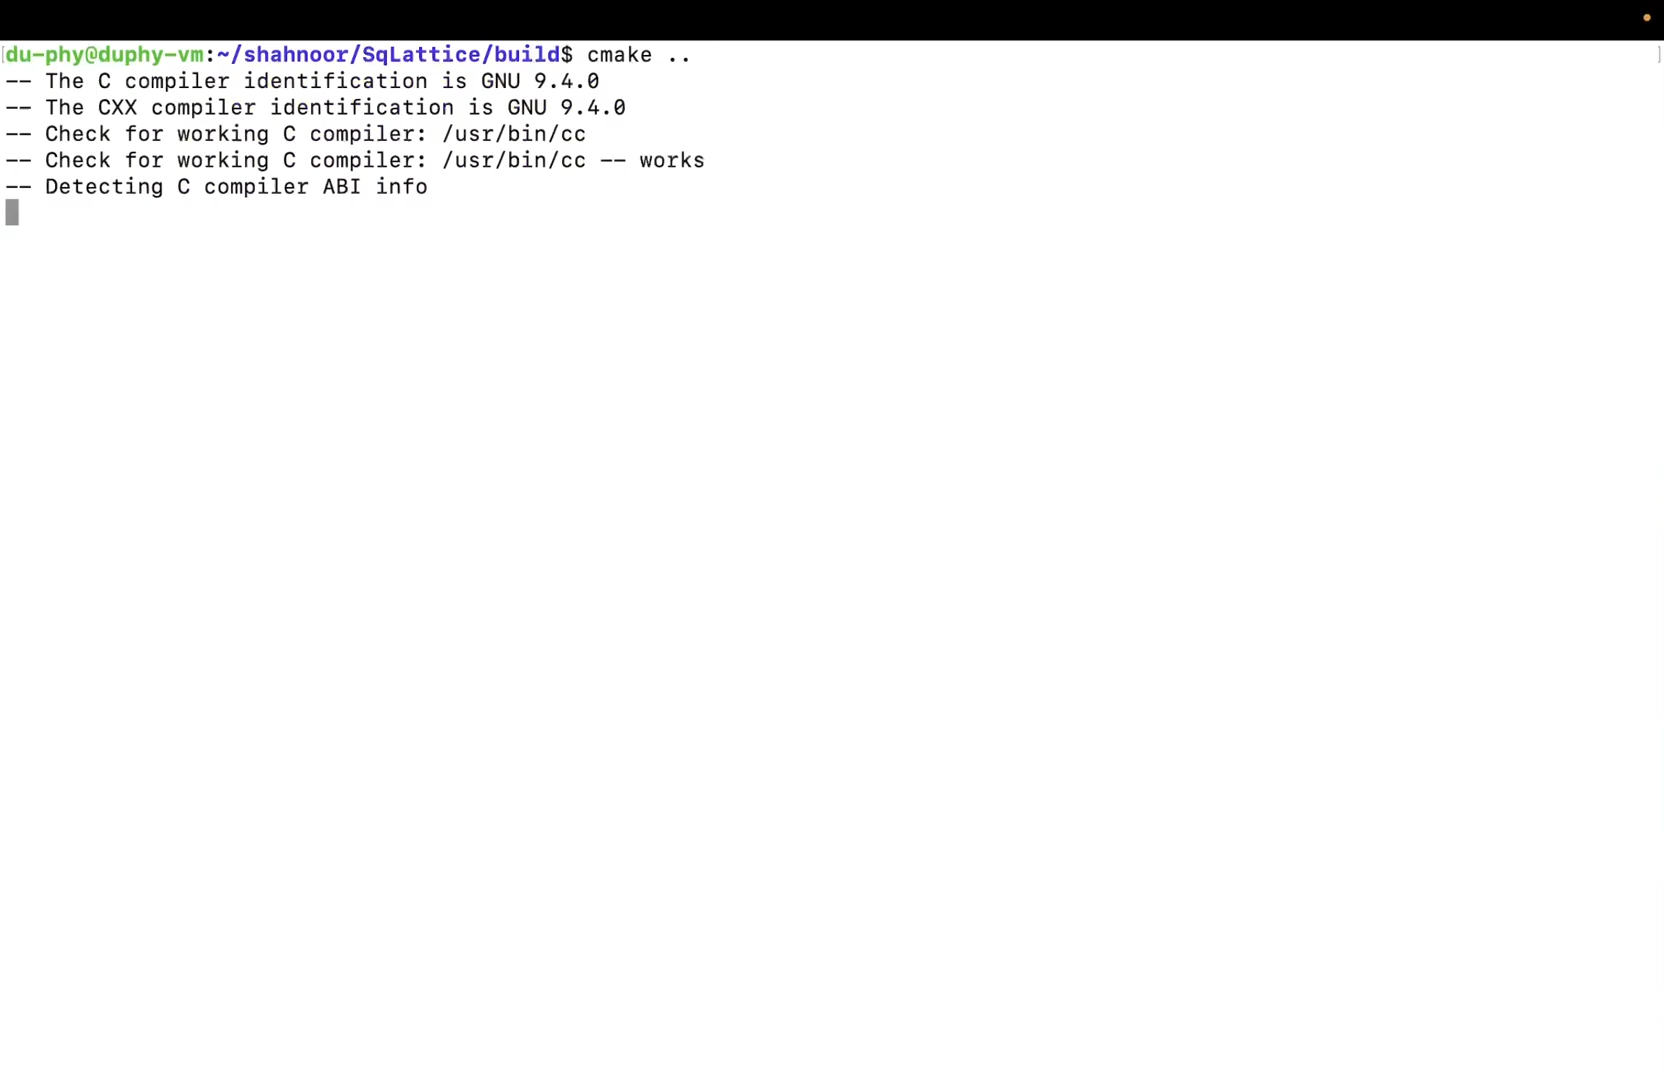 du-phy@duphy-vm:~/shahnoor/SqLattice/build$ cmake ..
-- The C compiler identification is GNU 9.4.0
-- The CXX compiler identification is GNU 9.4.0
-- Check for working C compiler: /usr/bin/cc
-- Check for working C compiler: /usr/bin/cc -- works
-- Detecting C compiler ABI info